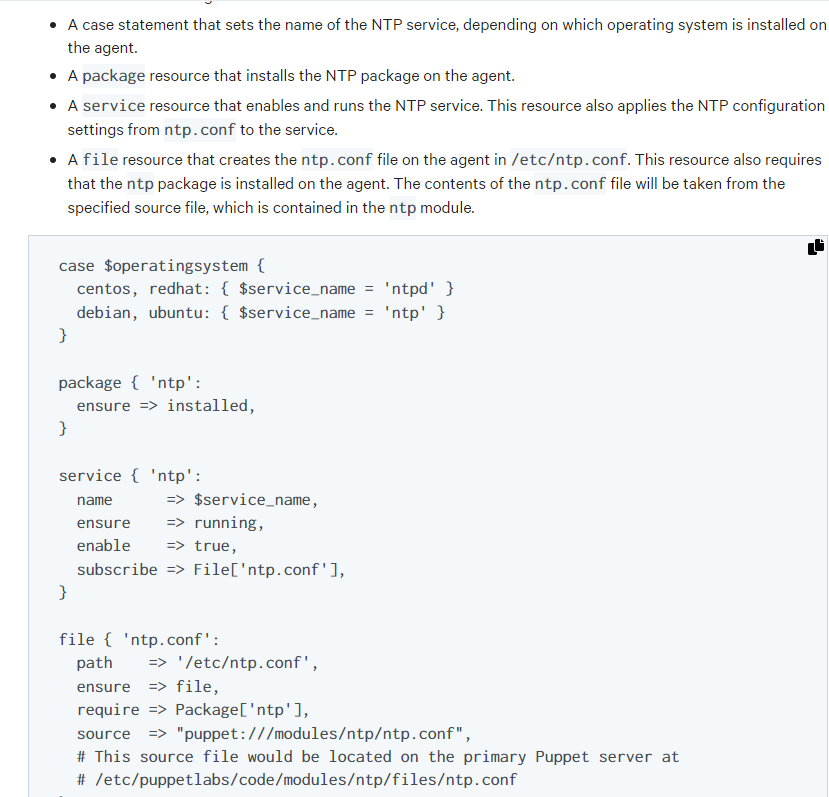 • A case statement that sets the name of the NTP service, depending on which operating system is installed on
the agent.
• A package resource that installs the NTP package on the agent.
• A service resource that enables and runs the NTP service. This resource also applies the NTP configuration
settings from ntp.conf to the service.
• A file resource that creates the ntp.conf file on the agent in /etc/ntp.conf. This resource also requires
that the ntp package is installed on the agent. The contents of the ntp.conf file will be taken from the
specified source file, which is contained in the ntp module.
case $operatingsystem {
  centos, redhat: { $service_name = 'ntpd' }
  debian, ubuntu: { $service_name = 'ntp' }
}

package { 'ntp':
  ensure => installed,
}

service { 'ntp':
  name      => $service_name,
  ensure    => running,
  enable    => true,
  subscribe => File['ntp.conf'],
}

file { 'ntp.conf':
  path    => '/etc/ntp.conf',
  ensure  => file,
  require => Package['ntp'],
  source  => "puppet:///modules/ntp/ntp.conf",
  # This source file would be located on the primary Puppet server at
  # /etc/puppetlabs/code/modules/ntp/files/ntp.conf